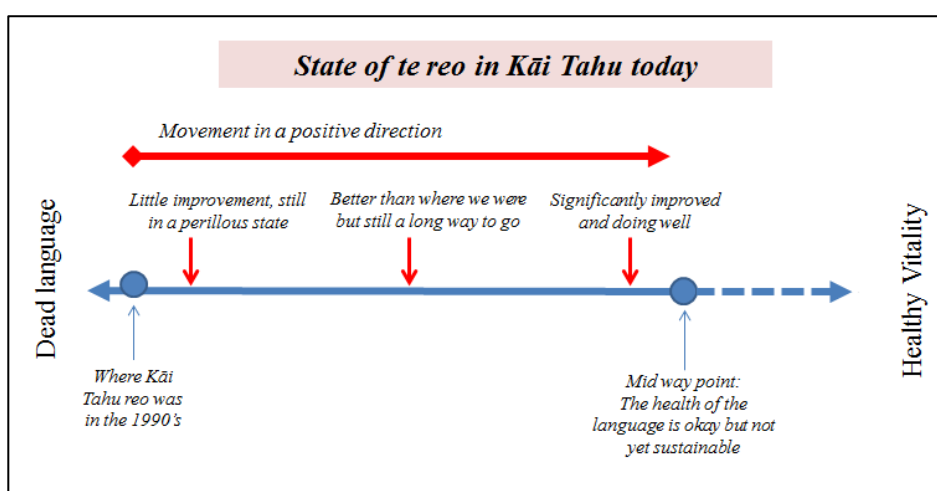 State of te reo in Kāi Tahu today
Movement in a positive direction
Little improvement, still
in a perillous state
Better than where we were
but still a long way to go
Significantly improved
and doing well
Dead language
Healthy Vitality
Where Kāi
Tahu reo was
in the 1990's
Mid way point:
The health of the
language is okay but not
yet sustainable